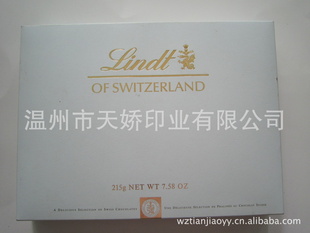 Lindt
OF SWITZERLAND
温州市天娇印业有限公司
215g NET WT 7.58 OZ
wztianjiaoyy.cn.alibaba.com